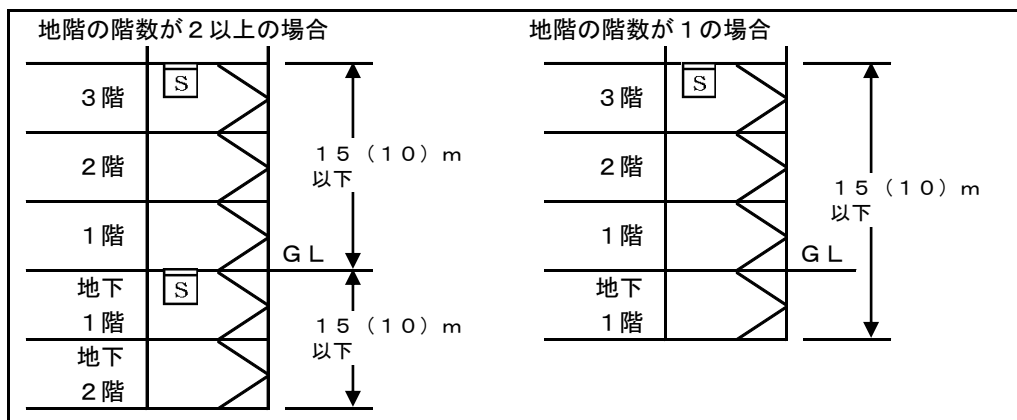 地階の階数が２以上の場合
Ｓ
３階
２階
１５（１０）ｍ
以下
１階
ＧＬ
地下
１階
Ｓ
１５（１０）ｍ
以下
地下
２階
地階の階数が１の場合
Ｓ
３階
２階
１５（１０）ｍ
以下
１階
ＧＬ
地下
１階